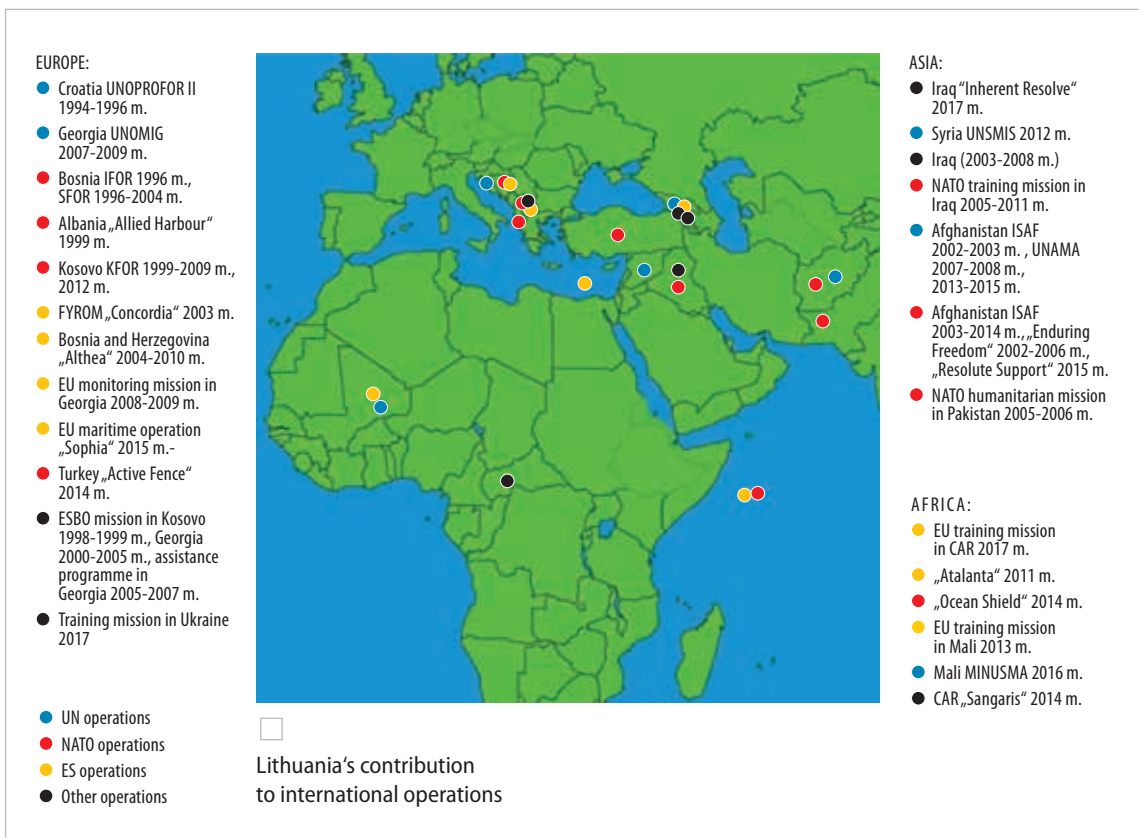 EUROPE:
Croatia UNOPROFOR II
1994-1996 m.
Georgia UNOMIG
2007-2009 m.
Bosnia IFOR 1996 m.,
SFOR 1996-2004 m.
Albania „Allied Harbour“
1999 m.
Kosovo KFOR 1999-2009 m.,
2012 m.
FYROM „Concordia“ 2003 m.
Bosnia and Herzegovina
„Althea“ 2004-2010 m.
EU monitoring mission in
Georgia 2008-2009 m.
EU maritime operation
„Sophia“ 2015 m.-
Turkey „Active Fence“
2014 m.
ESBO mission in Kosovo
1998-1999 m., Georgia
2000-2005 m., assistance
programme in
Georgia 2005-2007 m.
Training mission in Ukraine
2017
UN operations
NATO operations
ES operations
Other operations
Lithuania‘s contribution
to international operations
ASIA:
Iraq “Inherent Resolve“
2017 m.
Syria UNSMIS 2012 m.
Iraq (2003-2008 m.)
NATO training mission in
Iraq 2005-2011 m.
Afghanistan ISAF
2002-2003 m. , UNAMA
2007-2008 m.,
2013-2015 m.
Afghanistan ISAF
2003-2014 m., „Enduring
Freedom“ 2002-2006 m.,
„Resolute Support“ 2015 m.
NATO humanitarian mission
in Pakistan 2005-2006 m.
AFRICA:
EU training mission
in CAR 2017 m.
„Atalanta“ 2011 m.
„Ocean Shield“ 2014 m.
EU training mission
in Mali 2013 m.
Mali MINUSMA 2016 m.
CAR „Sangaris“ 2014 m.